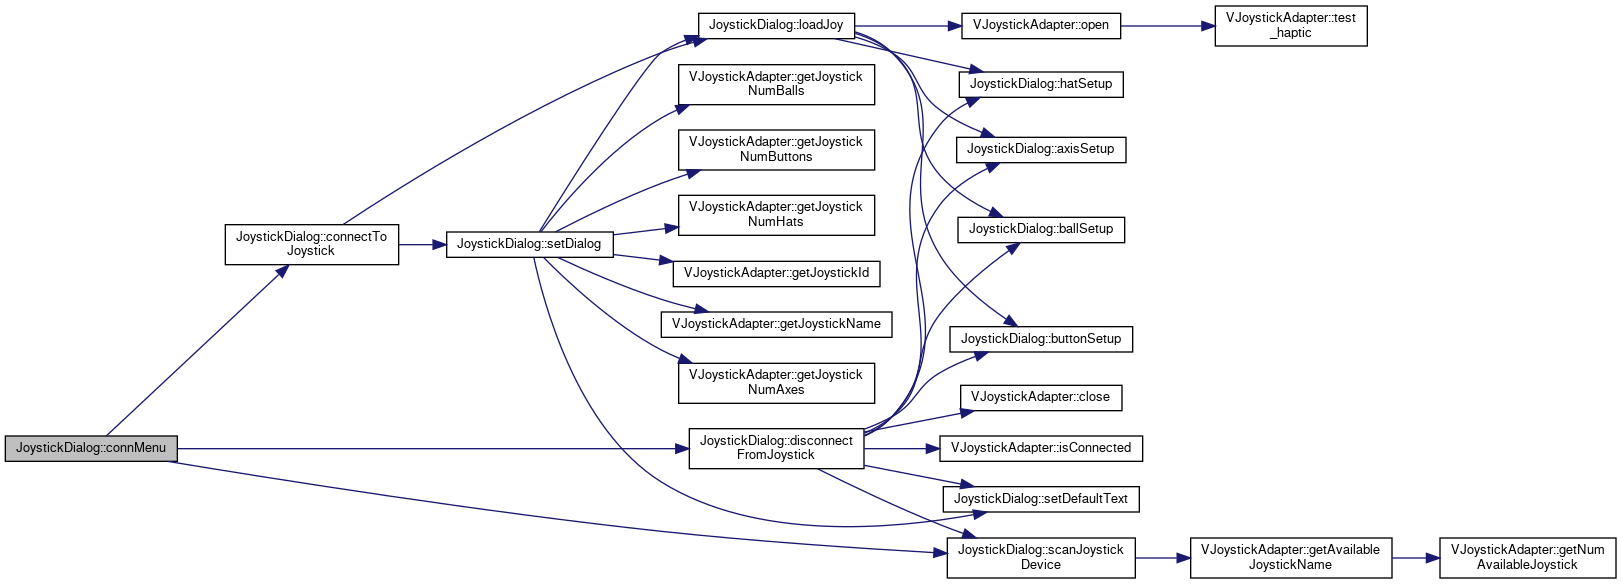 JoystickDialog::connMenu
JoystickDialog::connectTo
Joystick
JoystickDialog::setDialog
JoystickDialog::loadJoy
VJoystickAdapter::getJoystick
NumBalls
VJoystickAdapter::getJoystick
NumButtons
VJoystickAdapter::getJoystick
NumHats
VJoystickAdapter::getJoystickId
VJoystickAdapter::getJoystickName
VJoystickAdapter::getJoystick
NumAxes
JoystickDialog::disconnect
FromJoystick
VJoystickAdapter::open
JoystickDialog::hatSetup
JoystickDialog::axisSetup
JoystickDialog::ballSetup
JoystickDialog::buttonSetup
VJoystickAdapter::close
VJoystickAdapter::isConnected
JoystickDialog::setDefaultText
JoystickDialog::scanJoystick
Device
VJoystickAdapter::test
_haptic
VJoystickAdapter::getAvailable
JoystickName
VJoystickAdapter::getNum
AvailableJoystick